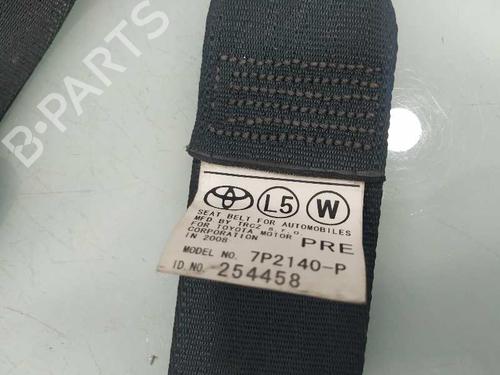 B-PARTS
L5 W
SEAT BELT FOR AUTOMOBILES
MFD BY TRCZ s.r.o.
FOR TOYOTA MOTOR
CORPORATION
IN 2008 PRE
MODEL NO. 7P2140-P
ID.NO. 254458